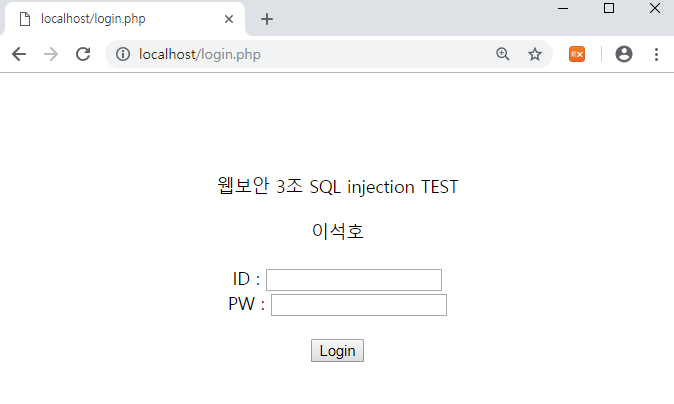 localhost/login.php
localhost/login.php
EX
웹보안 3조 SQL injection TEST
이석호
ID :
PW :
Login